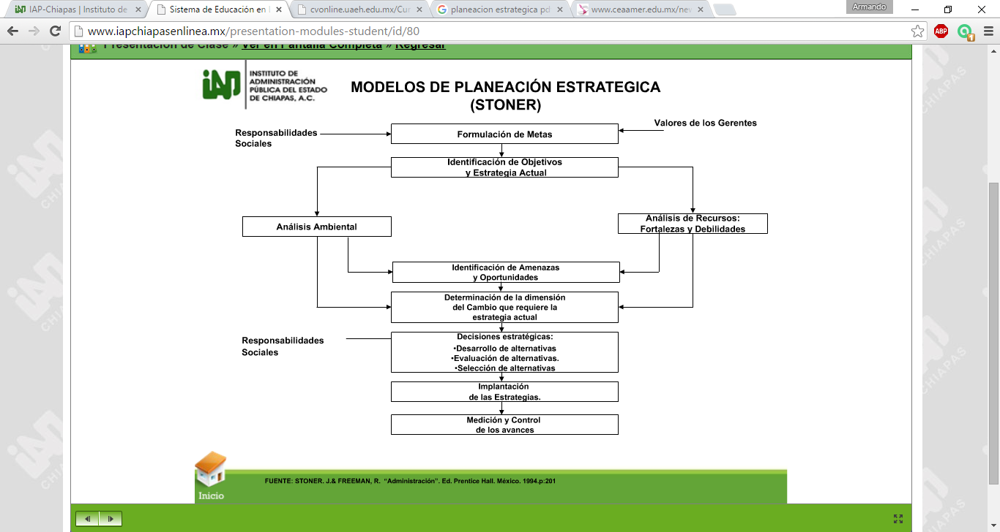 IAP-Chiapas | Instituto de
Sistema de Educación en
cvonline.uaeh.edu.mx/Cur
planeacion estrategica pd
www.ceaamer.edu.mx/nev
Armando
www.iapchiapasenlinea.mx/presentation-modules-student/id/80
ABP
1
Presentación de Clase » Ver en Pantalla Completa » Regresar
iAP
INSTITUTO DE
ADMINISTRACIÓN
PÚBLICA DEL ESTADO
DE CHIAPAS, A.C.
MODELOS DE PLANEACIÓN ESTRATEGICA
(STONER)
Responsabilidades
Sociales
Formulación de Metas
Valores de los Gerentes
Identificación de Objetivos
y Estrategia Actual
Análisis Ambiental
Análisis de Recursos:
Fortalezas y Debilidades
Identificación de Amenazas
y Oportunidades
Determinación de la dimensión
del Cambio que requiere la
estrategia actual
Responsabilidades
Sociales
Decisiones estratégicas:
•Desarrollo de alternativas
•Evaluación de alternativas.
•Selección de alternativas
Implantación
de las Estrategias.
Medición y Control
de los avances
Inicio
FUENTE: STONER. J.& FREEMAN, R. “Administración”. Ed. Prentice Hall. México. 1994.p:201